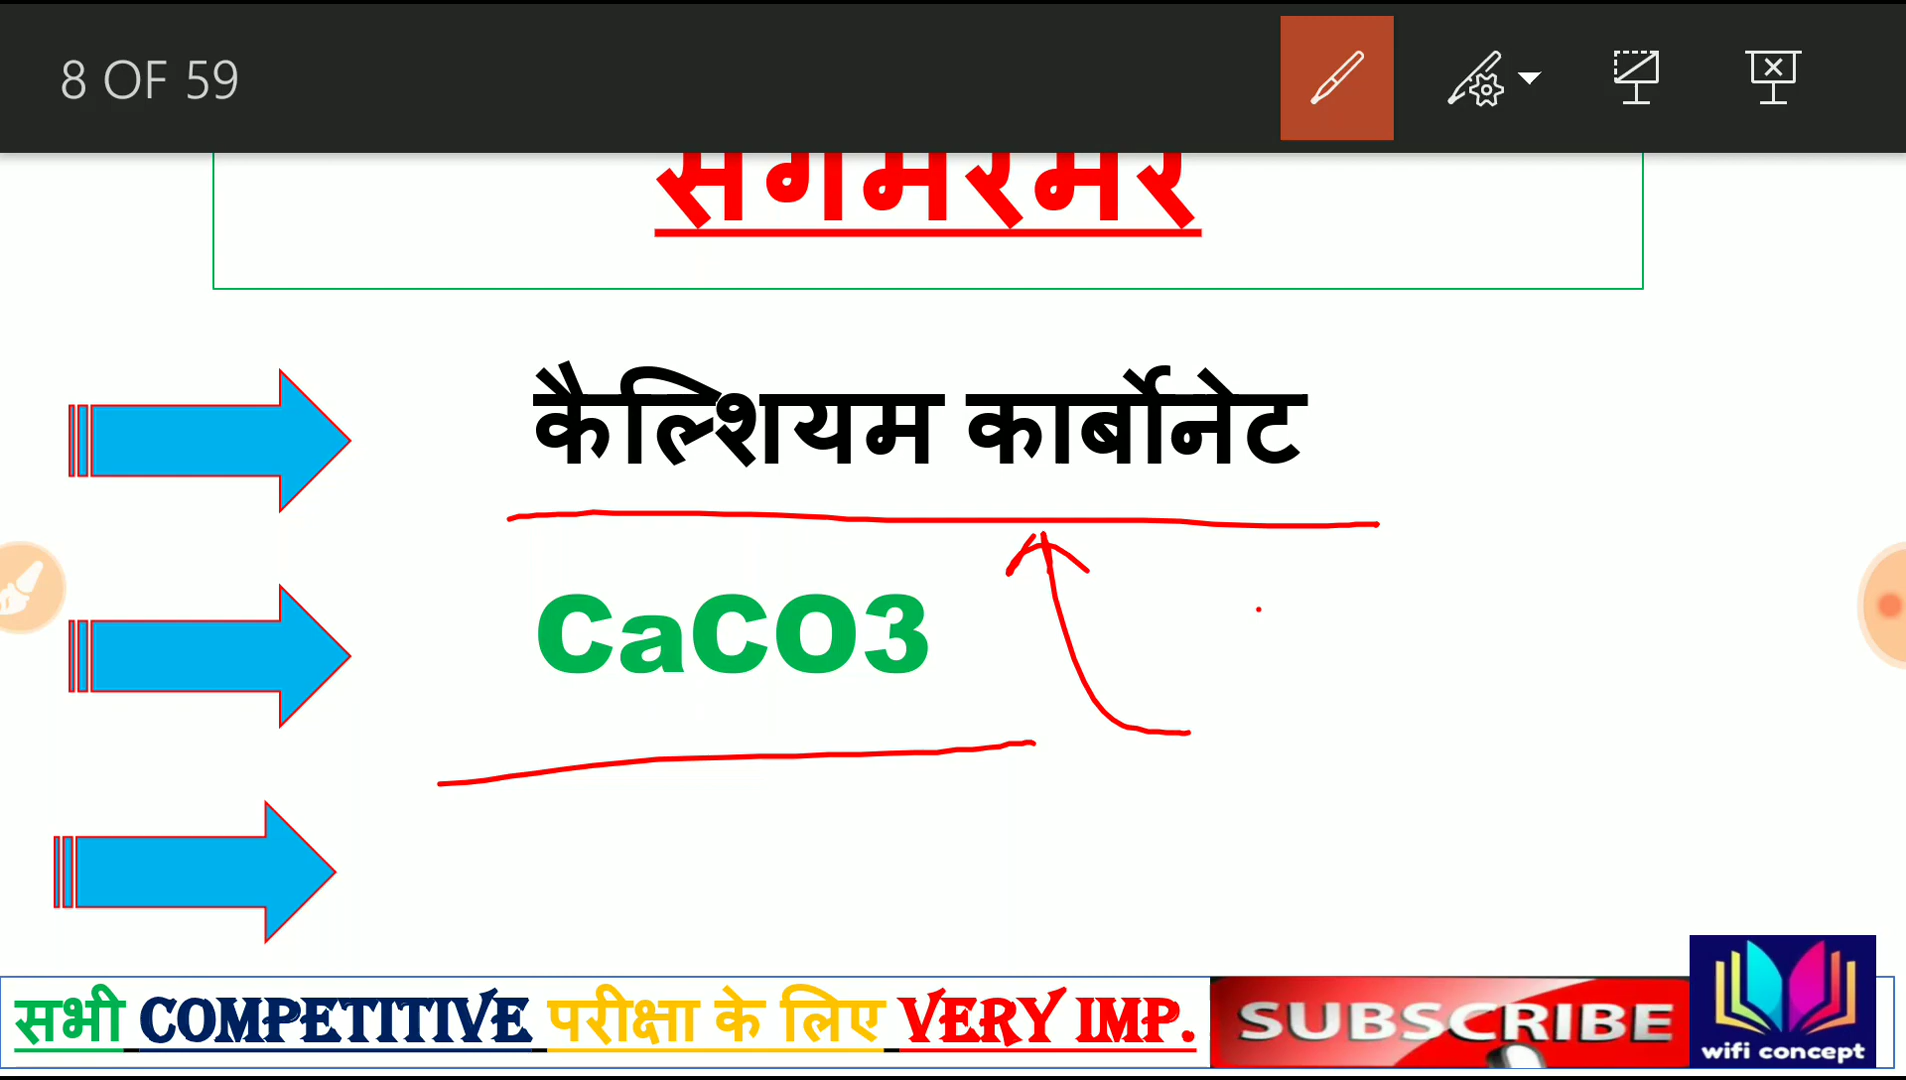 8 OF 59
संगमरमर
कैल्शियम कार्बोनेट
CaCO3
सभी COMPETITIVE परीक्षा के लिए VERY IMP.
SUBSCRIBE
wifi concept